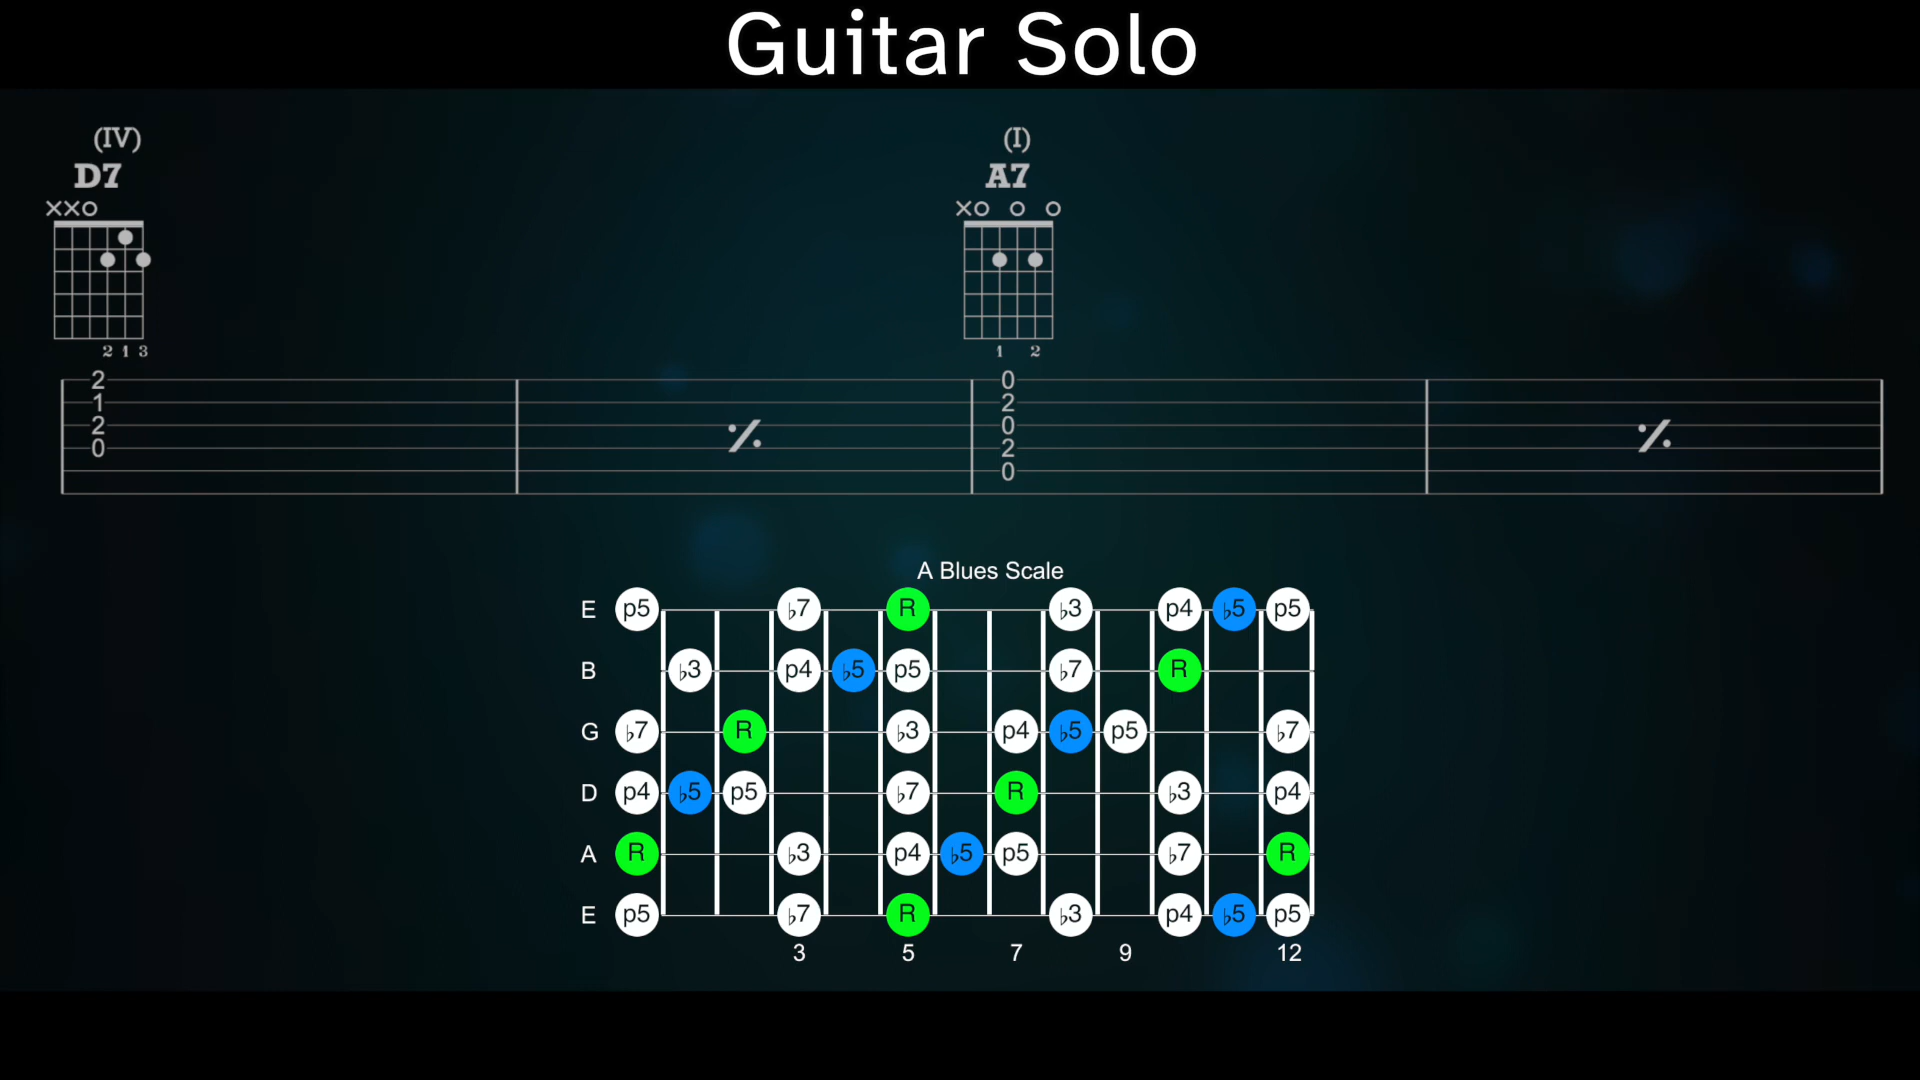 Guitar Solo
(IV) (I)
D7 A7
××○ ×○ ○ ○
2 1 3 1 2
2 0
1 2
2 ٪ 0 ٪
0 2
0
A Blues Scale
E p5 ♭7 R ♭3 p4 ♭5 p5
B ♭3 p4 ♭5 p5 ♭7 R
G ♭7 R ♭3 p4 ♭5 p5 ♭7
D p4 ♭5 p5 ♭7 R ♭3 p4
A R ♭3 p4 ♭5 p5 ♭7 R
E p5 ♭7 R ♭3 p4 ♭5 p5
3 5 7 9 12